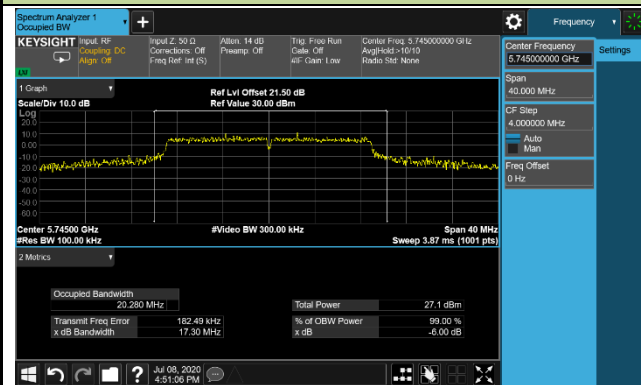 Spectrum Analyzer 1
Occupied BW
Frequency
KEYSIGHT
Input: RF
Coupling: DC
Align: Off
Input Z: 50 Ω
Corrections: Off
Freq Ref: Int (S)
Atten: 14 dB
Preamp: Off
Trig: Free Run
Gate: Off
#IF Gain: Low
Center Freq: 5.745000000 GHz
Avg|Hold:>10/10
Radio Std: None
LW
Center Frequency
5.745000000 GHz
Settings
Span
40.000 MHz
CF Step
4.000000 MHz
Auto
Man
Freq Offset
0 Hz
1 Graph
Scale/Div 10.0 dB
Ref Lvl Offset 21.50 dB
Ref Value 30.00 dBm
Log
20.0
10.0
0.00
-10.0
-20.0
-30.0
-40.0
-50.0
-60.0
Center 5.74500 GHz
#Video BW 300.00 kHz
Span 40 MHz
#Res BW 100.00 kHz
Sweep 3.87 ms (1001 pts)
2 Metrics
Occupied Bandwidth
20.280 MHz
Total Power
27.1 dBm
Transmit Freq Error
182.49 kHz
% of OBW Power
99.00 %
x dB Bandwidth
17.30 MHz
x dB
-6.00 dB
Jul 08, 2020
4:51:06 PM